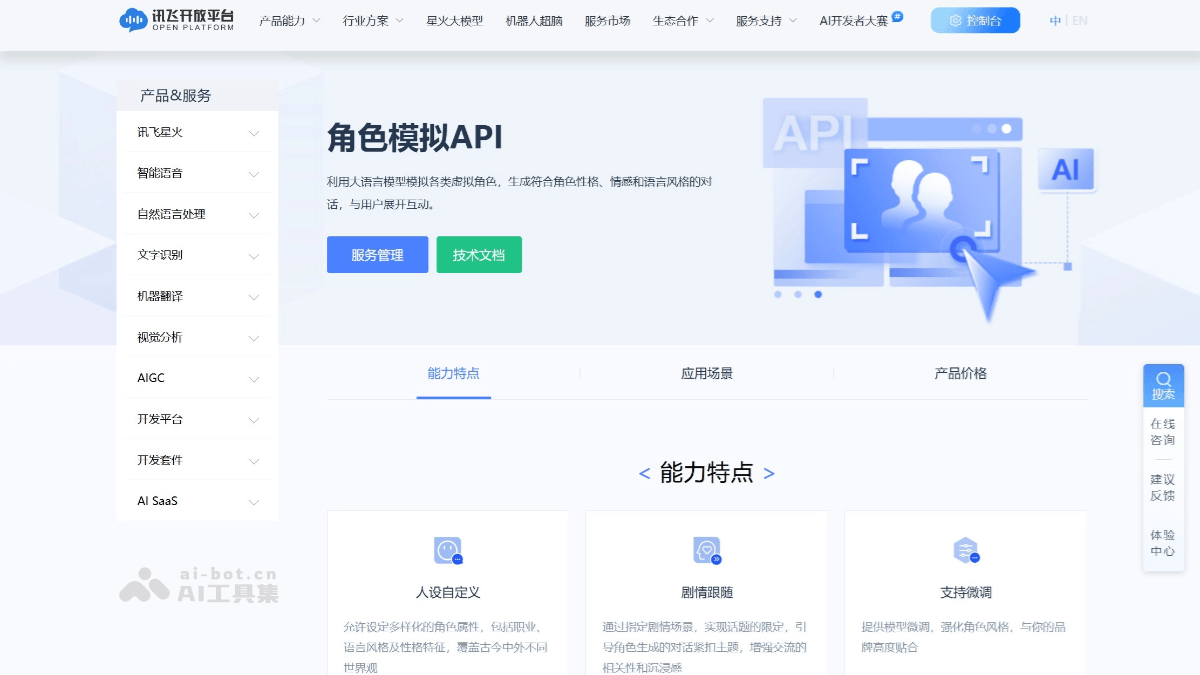 讯飞开放平台
OPEN PLATFORM
产品能力
行业方案
星火大模型
机器人超脑
服务市场
生态合作
服务支持
AI开发者大赛
控制台
中 | EN
产品&服务
讯飞星火
智能语音
自然语言处理
文字识别
机器翻译
视觉分析
AIGC
开发平台
开发套件
AI SaaS
角色模拟API
利用大语言模型模拟各类虚拟角色，生成符合角色性格、情感和语言风格的对
话，与用户展开互动。
服务管理
技术文档
API
AI
能力特点
应用场景
产品价格
< 能力特点 >
人设自定义
允许设定多样化的角色属性，包括职业、
语言风格及性格特征，覆盖古今中外不同
世界观
剧情跟随
通过指定剧情场景，实现话题的限定，引
导角色生成的对话紧扣主题，增强交流的
相关性和沉浸感
支持微调
提供模型微调，强化角色风格，与你的品
牌高度贴合
搜索
在线
咨询
建议
反馈
体验
中心
ai-bot.cn
AI工具集